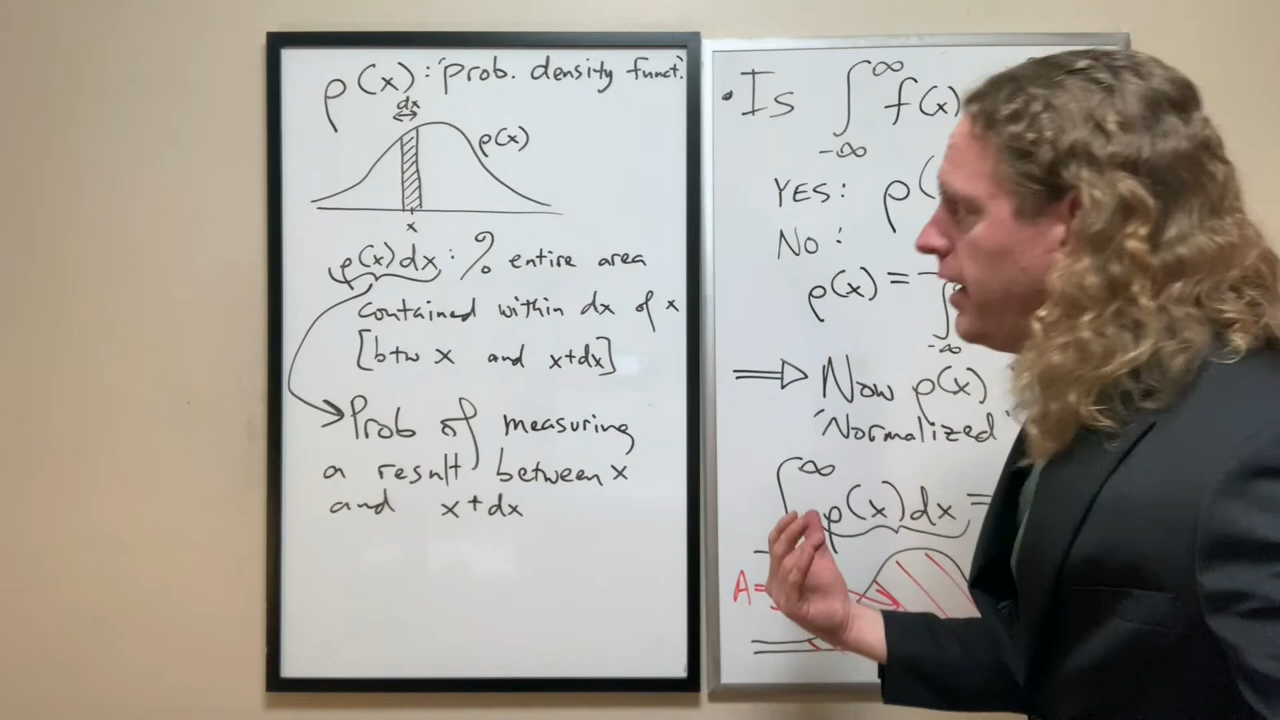 ρ(x): 'prob. density funct.'
dx
ρ(x)
x
ρ(x)dx: % entire area
contained within dx of x
[btw x and x+dx]
Prob of measuring
a result between x
and x+dx
• Is ∫ ∞ -∞ f(x)
YES: ρ(
NO:
ρ(x) = ∫ -∞
⇒ Now ρ(x)
'Normalized'
∫ ∞ ρ(x)dx =
A=